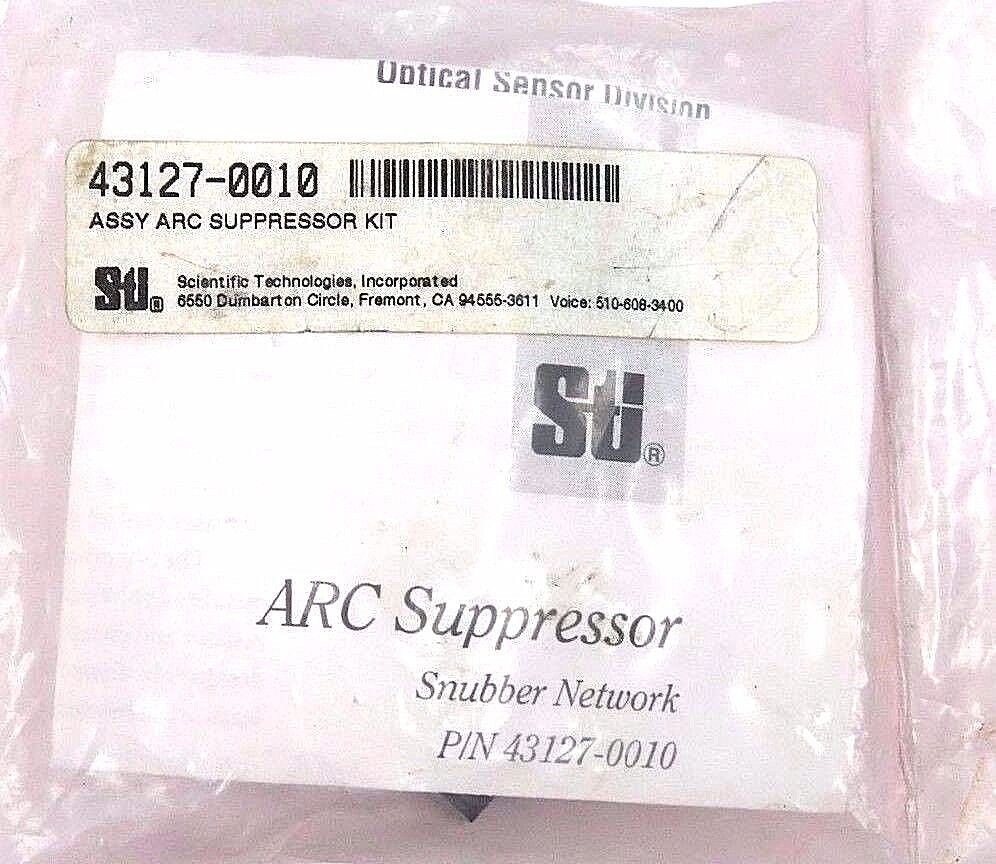 Optical Sensor Division
43127-0010
ASSY ARC SUPPRESSOR KIT
Sti®
Scientific Technologies, Incorporated
6550 Dumbarton Circle, Fremont, CA 94555-3611 Voice: 510-608-3400
Sti®
ARC Suppressor
Snubber Network
P/N 43127-0010